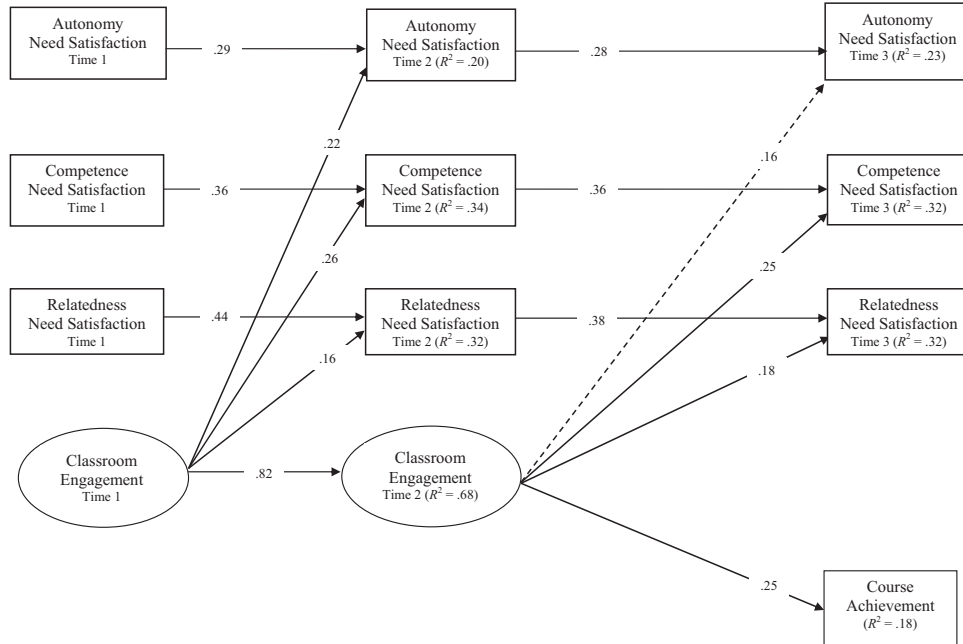 Autonomy
Need Satisfaction
Time 1
.29
Autonomy
Need Satisfaction
Time 2 (R² = .20)
.28
Autonomy
Need Satisfaction
Time 3 (R² = .23)
.22
.16
Competence
Need Satisfaction
Time 1
.36
Competence
Need Satisfaction
Time 2 (R² = .34)
.36
Competence
Need Satisfaction
Time 3 (R² = .32)
.26
.25
Relatedness
Need Satisfaction
Time 1
.44
Relatedness
Need Satisfaction
Time 2 (R² = .32)
.38
Relatedness
Need Satisfaction
Time 3 (R² = .32)
.16
.18
Classroom
Engagement
Time 1
.82
Classroom
Engagement
Time 2 (R² = .68)
.25
Course
Achievement
(R² = .18)